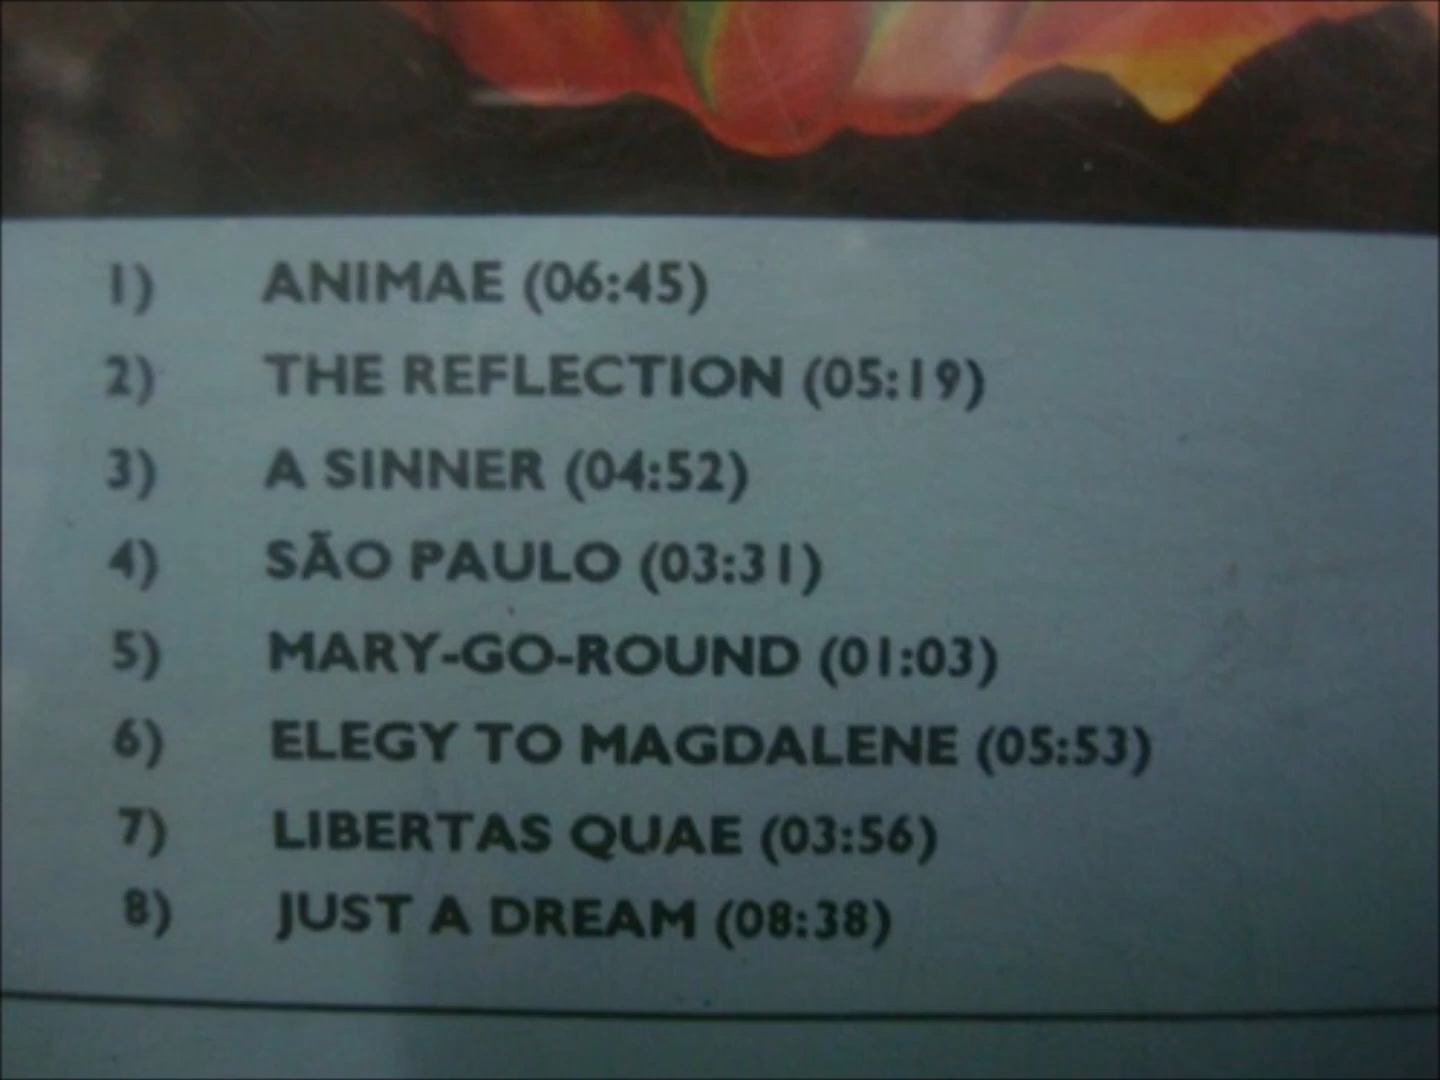 1) ANIMAE (06:45)
2) THE REFLECTION (05:19)
3) A SINNER (04:52)
4) SÃO PAULO (03:31)
5) MARY-GO-ROUND (01:03)
6) ELEGY TO MAGDALENE (05:53)
7) LIBERTAS QUAE (03:56)
8) JUST A DREAM (08:38)